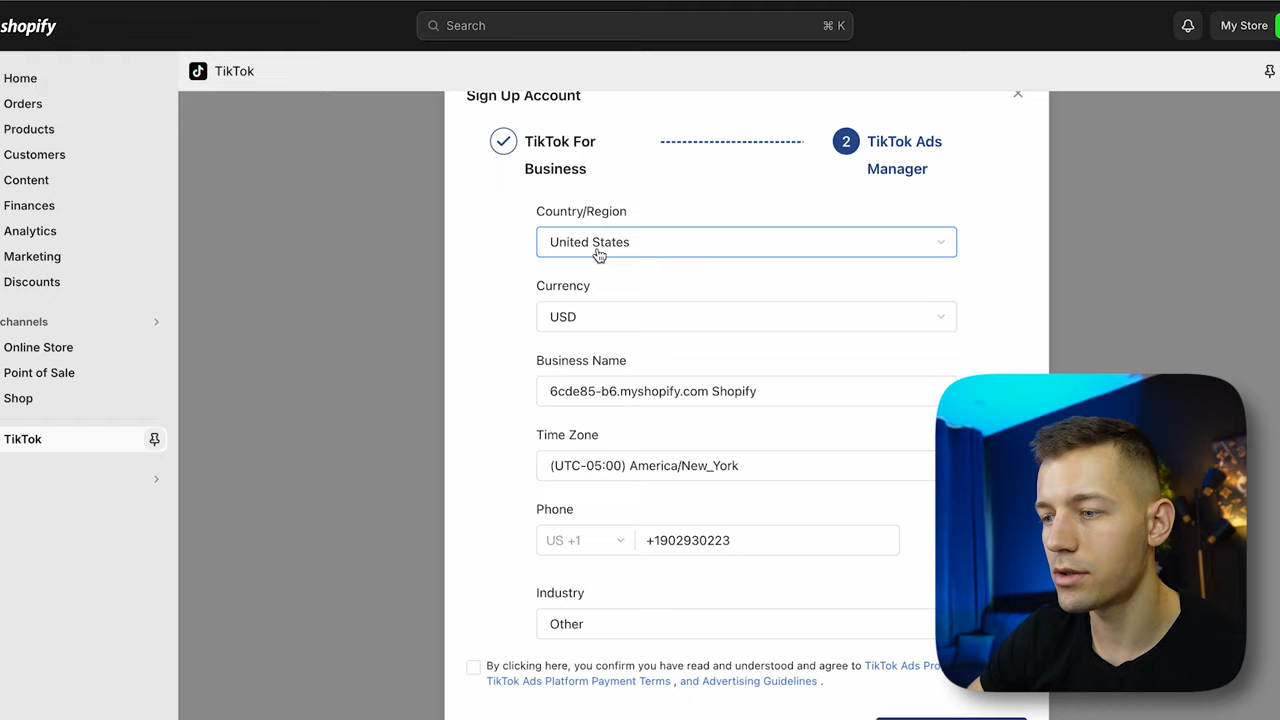 shopify
Search
⌘ K
My Store
Home
Orders
Products
Customers
Content
Finances
Analytics
Marketing
Discounts
channels
Online Store
Point of Sale
Shop
TikTok
TikTok
Sign Up Account
TikTok For
Business
2
TikTok Ads
Manager
Country/Region
United States
Currency
USD
Business Name
6cde85-b6.myshopify.com Shopify
Time Zone
(UTC-05:00) America/New_York
Phone
US +1
+1902930223
Industry
Other
By clicking here, you confirm you have read and understood and agree to TikTok Ads Pro
TikTok Ads Platform Payment Terms , and Advertising Guidelines .